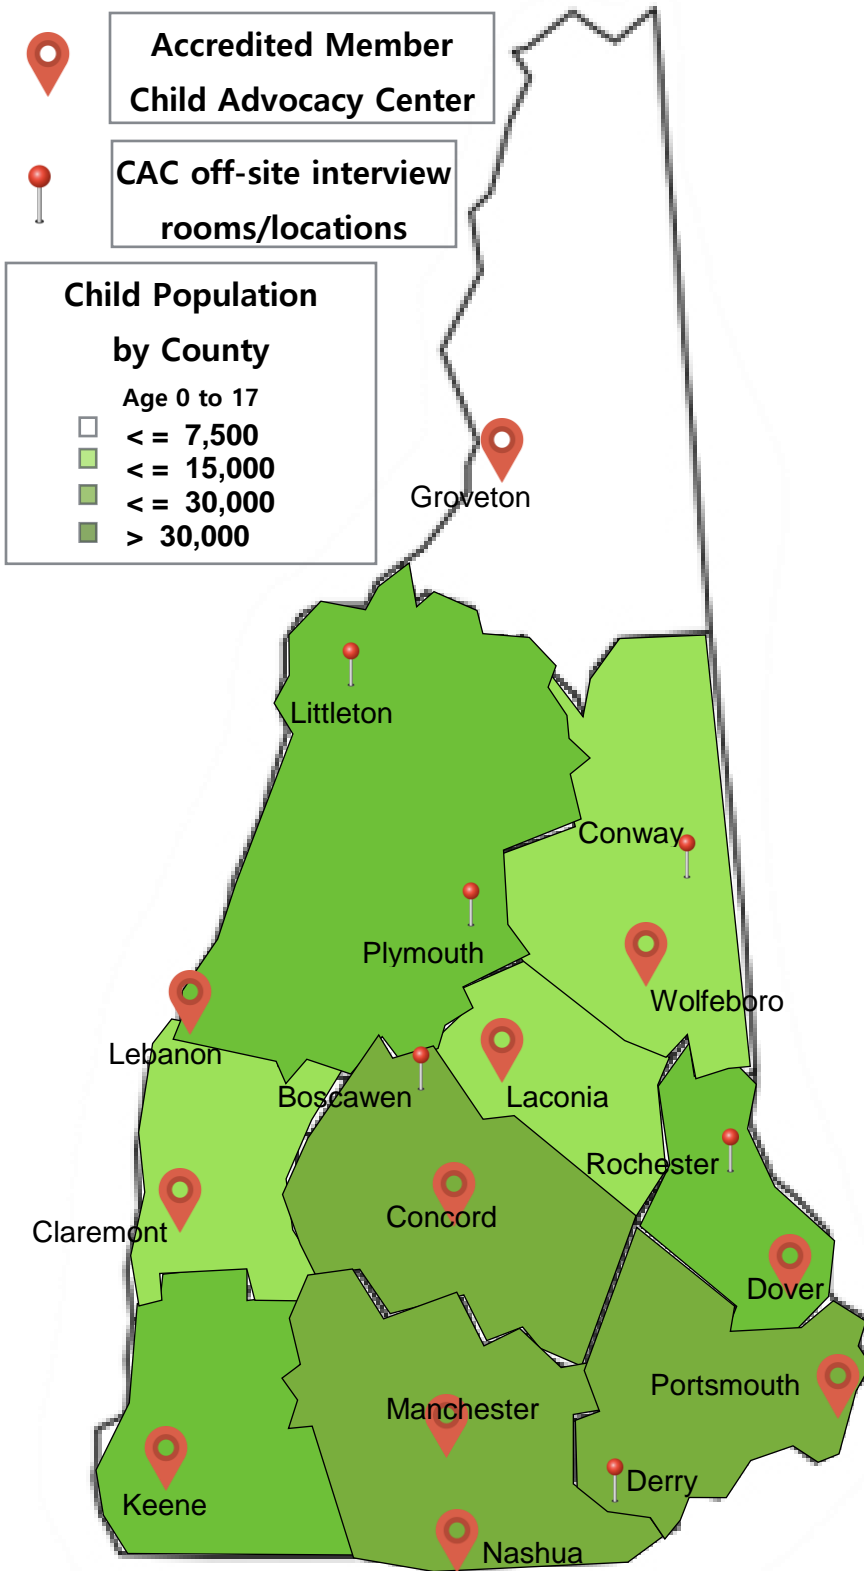 Accredited Member
Child Advocacy Center
CAC off-site interview
rooms/locations
Child Population
by County
Age 0 to 17
< = 7,500
< = 15,000
< = 30,000
> 30,000
Groveton
Littleton
Conway
Plymouth
Wolfeboro
Lebanon
Boscawen
Laconia
Rochester
Claremont
Concord
Dover
Portsmouth
Manchester
Derry
Keene
Nashua